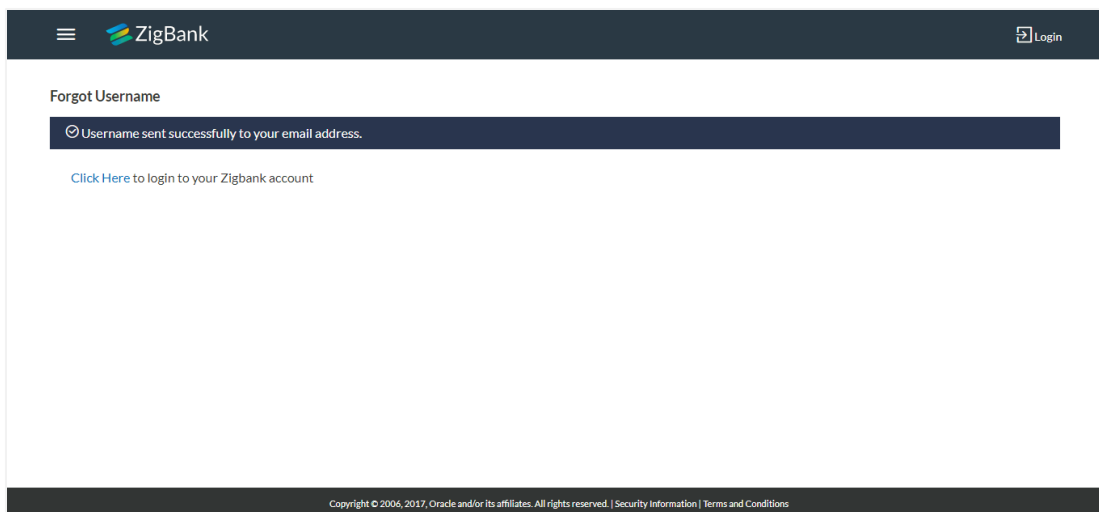 ZigBank
Login
Forgot Username
Username sent successfully to your email address.
Click Here to login to your Zigbank account
Copyright © 2006, 2017, Oracle and/or its affiliates. All rights reserved. | Security Information | Terms and Conditions